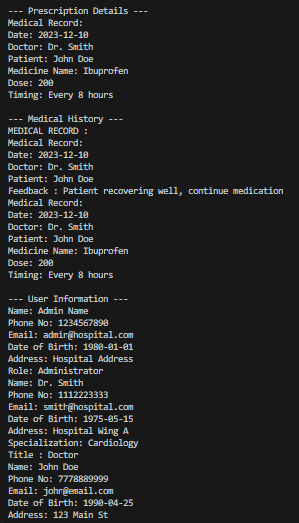 --- Prescription Details ---
Medical Record:
Date: 2023-12-10
Doctor: Dr. Smith
Patient: John Doe
Medicine Name: Ibuprofen
Dose: 200
Timing: Every 8 hours

--- Medical History ---
MEDICAL RECORD :
Medical Record:
Date: 2023-12-10
Doctor: Dr. Smith
Patient: John Doe
Feedback : Patient recovering well, continue medication
Medical Record:
Date: 2023-12-10
Doctor: Dr. Smith
Patient: John Doe
Medicine Name: Ibuprofen
Dose: 200
Timing: Every 8 hours

--- User Information ---
Name: Admin Name
Phone No: 1234567890
Email: admin@hospital.com
Date of Birth: 1980-01-01
Address: Hospital Address
Role: Administrator
Name: Dr. Smith
Phone No: 1112223333
Email: smith@hospital.com
Date of Birth: 1975-05-15
Address: Hospital Wing A
Specialization: Cardiology
Title : Doctor
Name: John Doe
Phone No: 7778889999
Email: john@email.com
Date of Birth: 1990-04-25
Address: 123 Main St